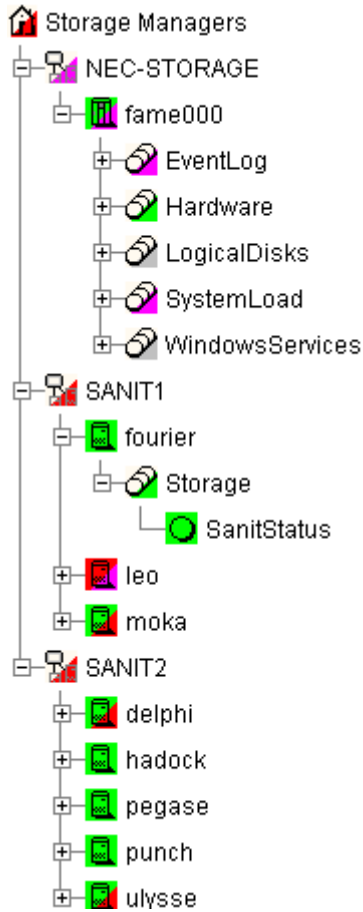 Storage Managers
NEC-STORAGE
fame000
EventLog
Hardware
LogicalDisks
SystemLoad
WindowsServices
SANIT1
fourier
Storage
SanitStatus
leo
moka
SANIT2
delphi
hadock
pegase
punch
ulysse